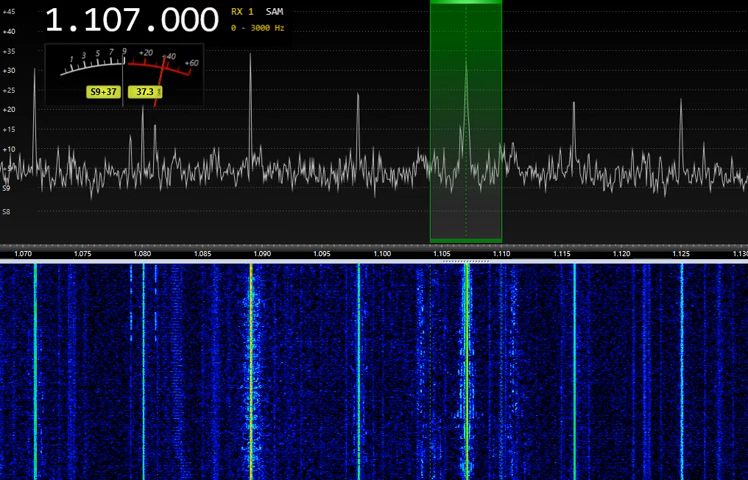 1.107.000
RX 1 SAM
0 - 3000 Hz
+45
+40
+35
+30
+25
+20
+15
+10
S9
S8
1 3 5 7 9 +20 +40 +60
S9+37 37.3
1.070 1.075 1.080 1.085 1.090 1.095 1.100 1.105 1.110 1.115 1.120 1.125 1.130